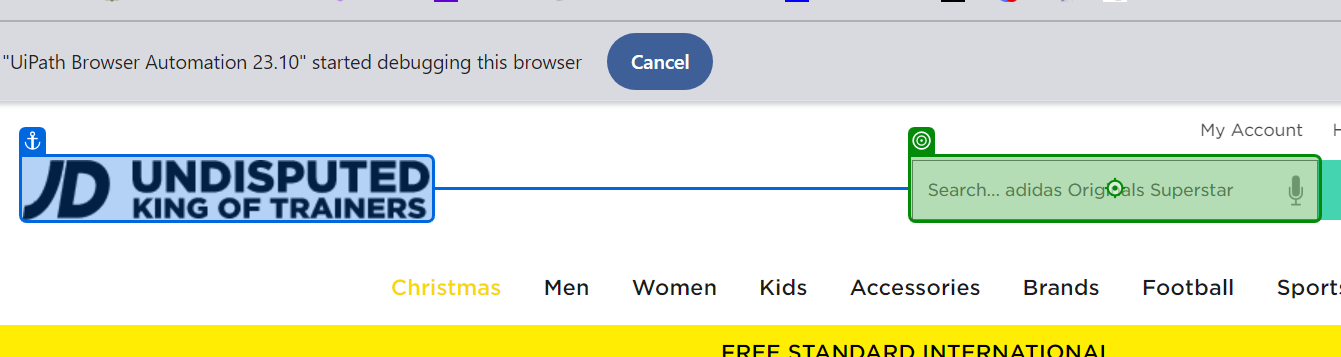 "UiPath Browser Automation 23.10" started debugging this browser Cancel
My Account
JD UNDISPUTED
KING OF TRAINERS
Search... adidas Originals Superstar
Christmas Men Women Kids Accessories Brands Football Sports
FREE STANDARD INTERNATIONAL